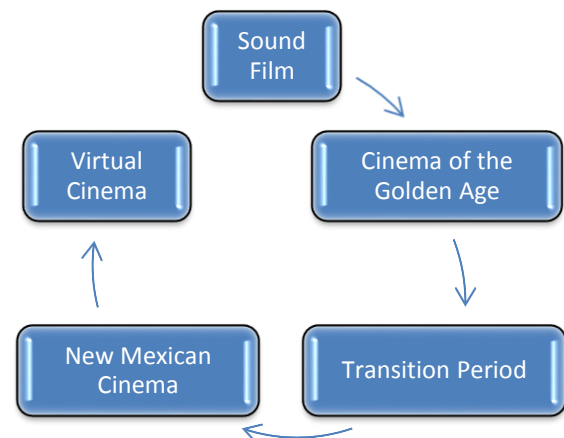 Sound
Film
Cinema of the
Golden Age
Transition Period
New Mexican
Cinema
Virtual
Cinema